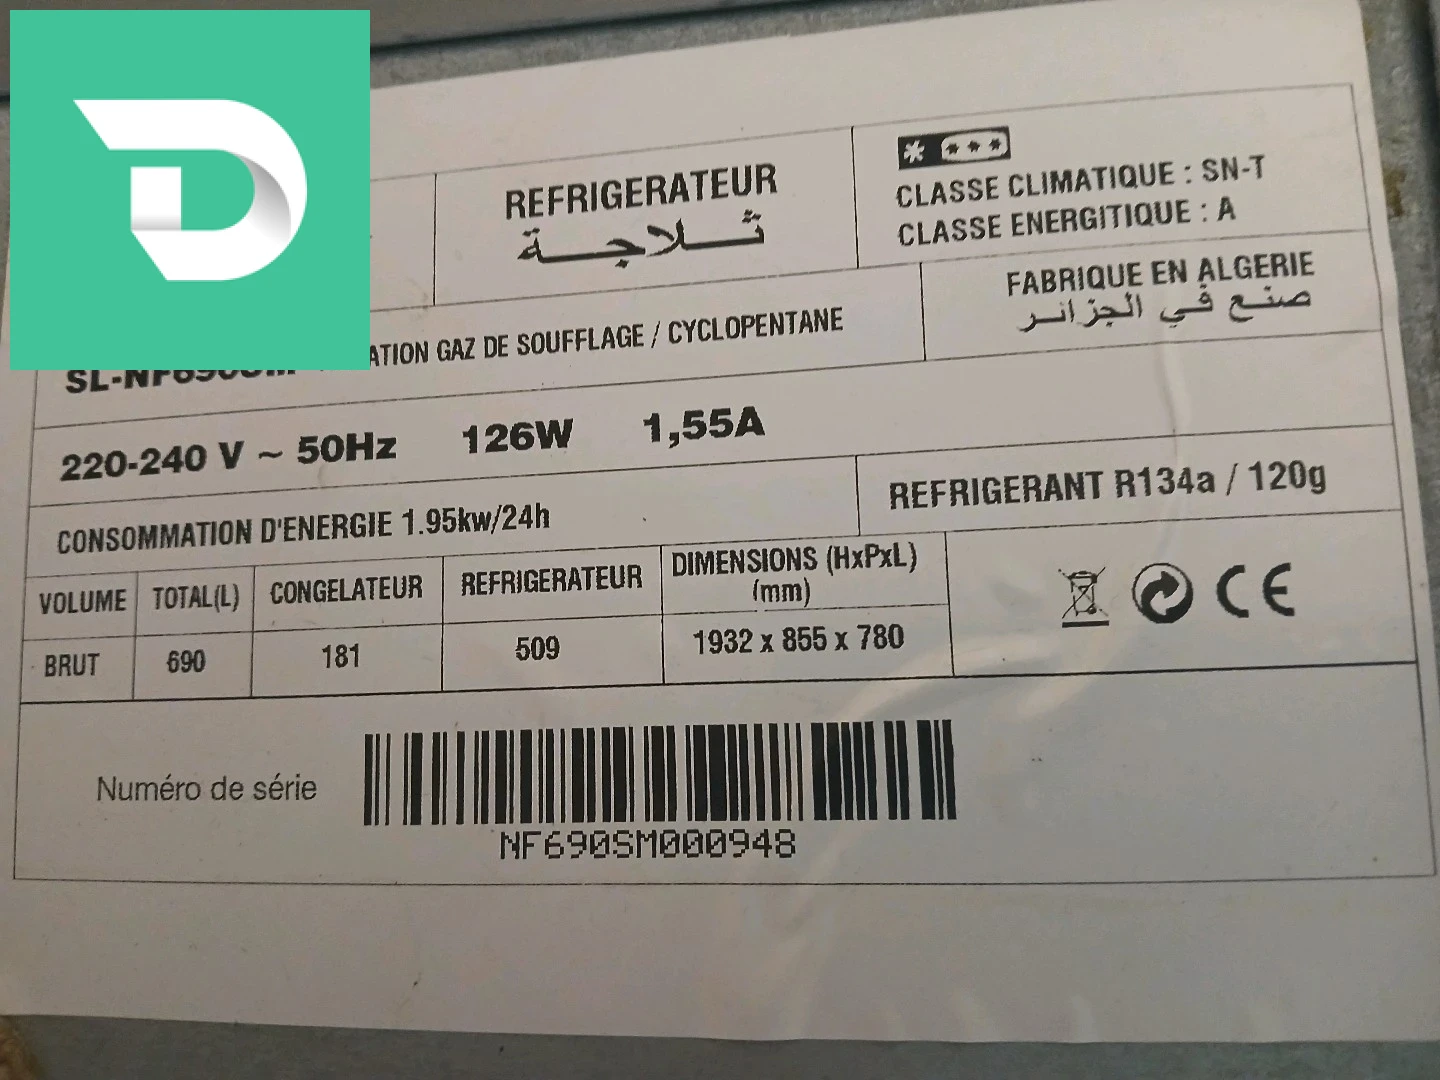 REFRIGERATEUR
ثلاجة
CLASSE CLIMATIQUE : SN-T
CLASSE ENERGITIQUE : A
FABRIQUE EN ALGERIE
صنع في الجزائر
GAZ DE SOUFFLAGE / CYCLOPENTANE
220-240 V ~ 50Hz 126W 1,55A
CONSOMMATION D'ENERGIE 1.95kw/24h
REFRIGERANT R134a / 120g
VOLUME TOTAL(L) CONGELATEUR REFRIGERATEUR DIMENSIONS (HxPxL)
(mm)
BRUT 690 181 509 1932 x 855 x 780
CE
Numéro de série
NF690SM000948